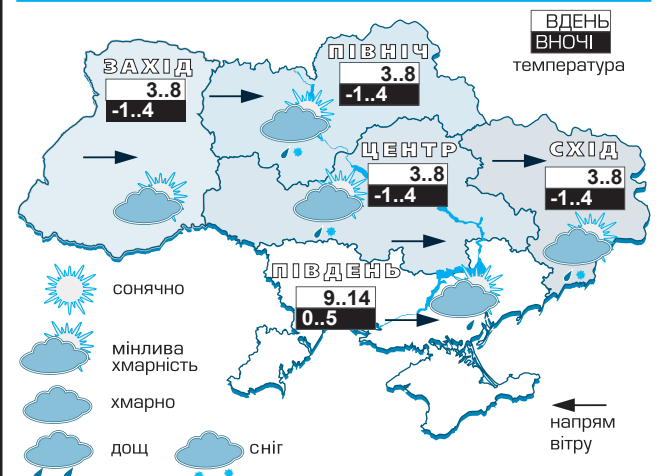 ВДЕНЬ
ВНОЧІ
температура
ПІВНІЧ
3..8
-1..4
ЗАХІД
3..8
-1..4
ЦЕНТР
3..8
-1..4
СХІД
3..8
-1..4
ПІВДЕНЬ
9..14
0..5
сонячно
мінлива
хмарність
хмарно
дощ
сніг
напрям
вітру